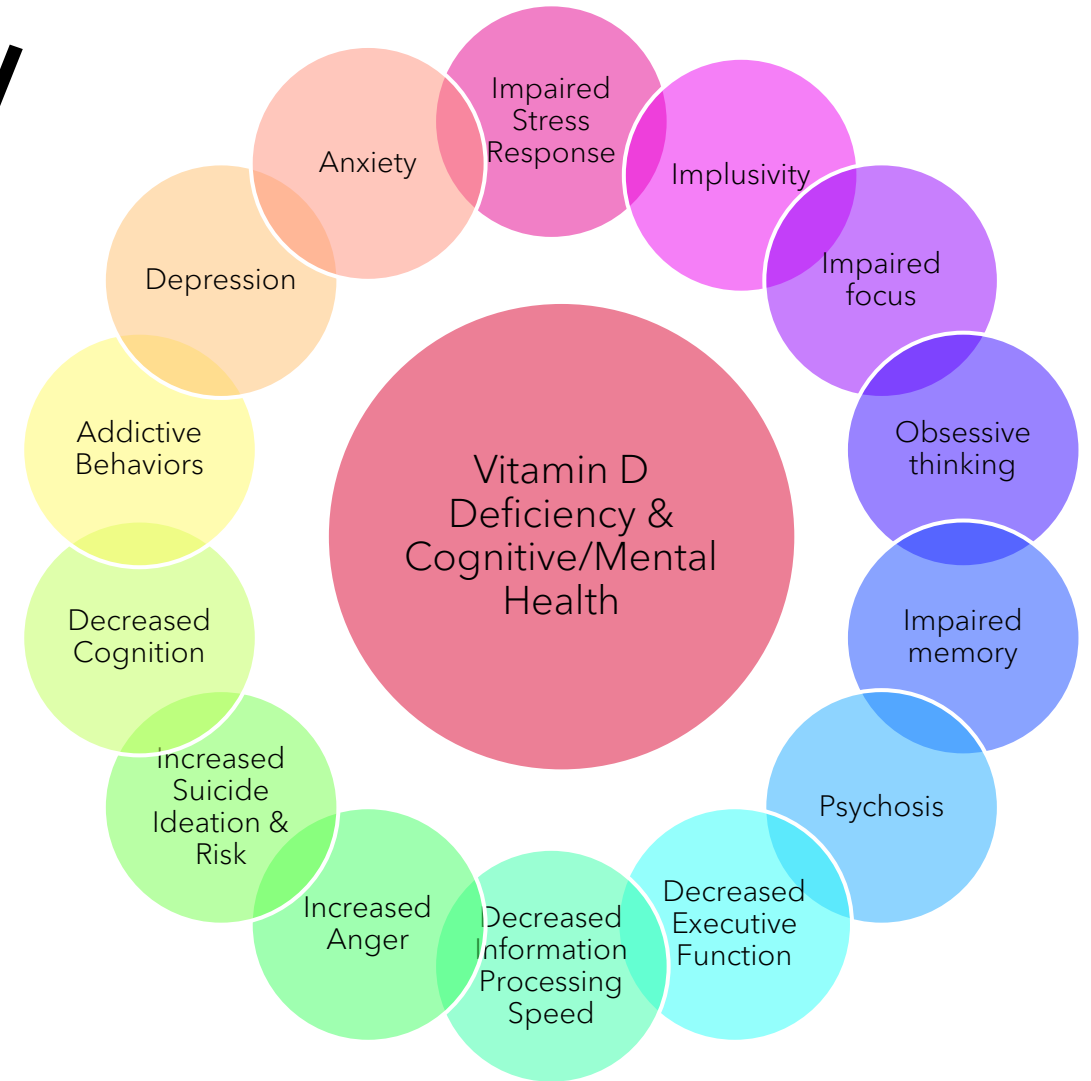 Impaired
Stress
Response
Implusivity
Impaired
focus
Obsessive
thinking
Impaired
memory
Psychosis
Decreased
Executive
Function
Decreased
Information
Processing
Speed
Increased
Anger
Increased
Suicide
Ideation &
Risk
Decreased
Cognition
Addictive
Behaviors
Depression
Anxiety
Vitamin D
Deficiency &
Cognitive/Mental
Health